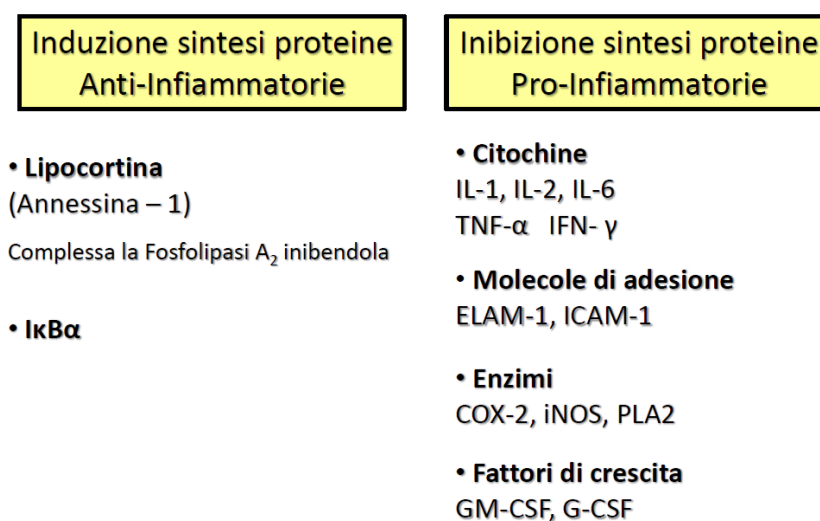 Induzione sintesi proteine
Anti-Infiammatorie
• Lipocortina
(Annessina – 1)
Complessa la Fosfolipasi A₂ inibendola
• IκBα
Inibizione sintesi proteine
Pro-Infiammatorie
• Citochine
IL-1, IL-2, IL-6
TNF-α IFN- γ
• Molecole di adesione
ELAM-1, ICAM-1
• Enzimi
COX-2, iNOS, PLA2
• Fattori di crescita
GM-CSF, G-CSF